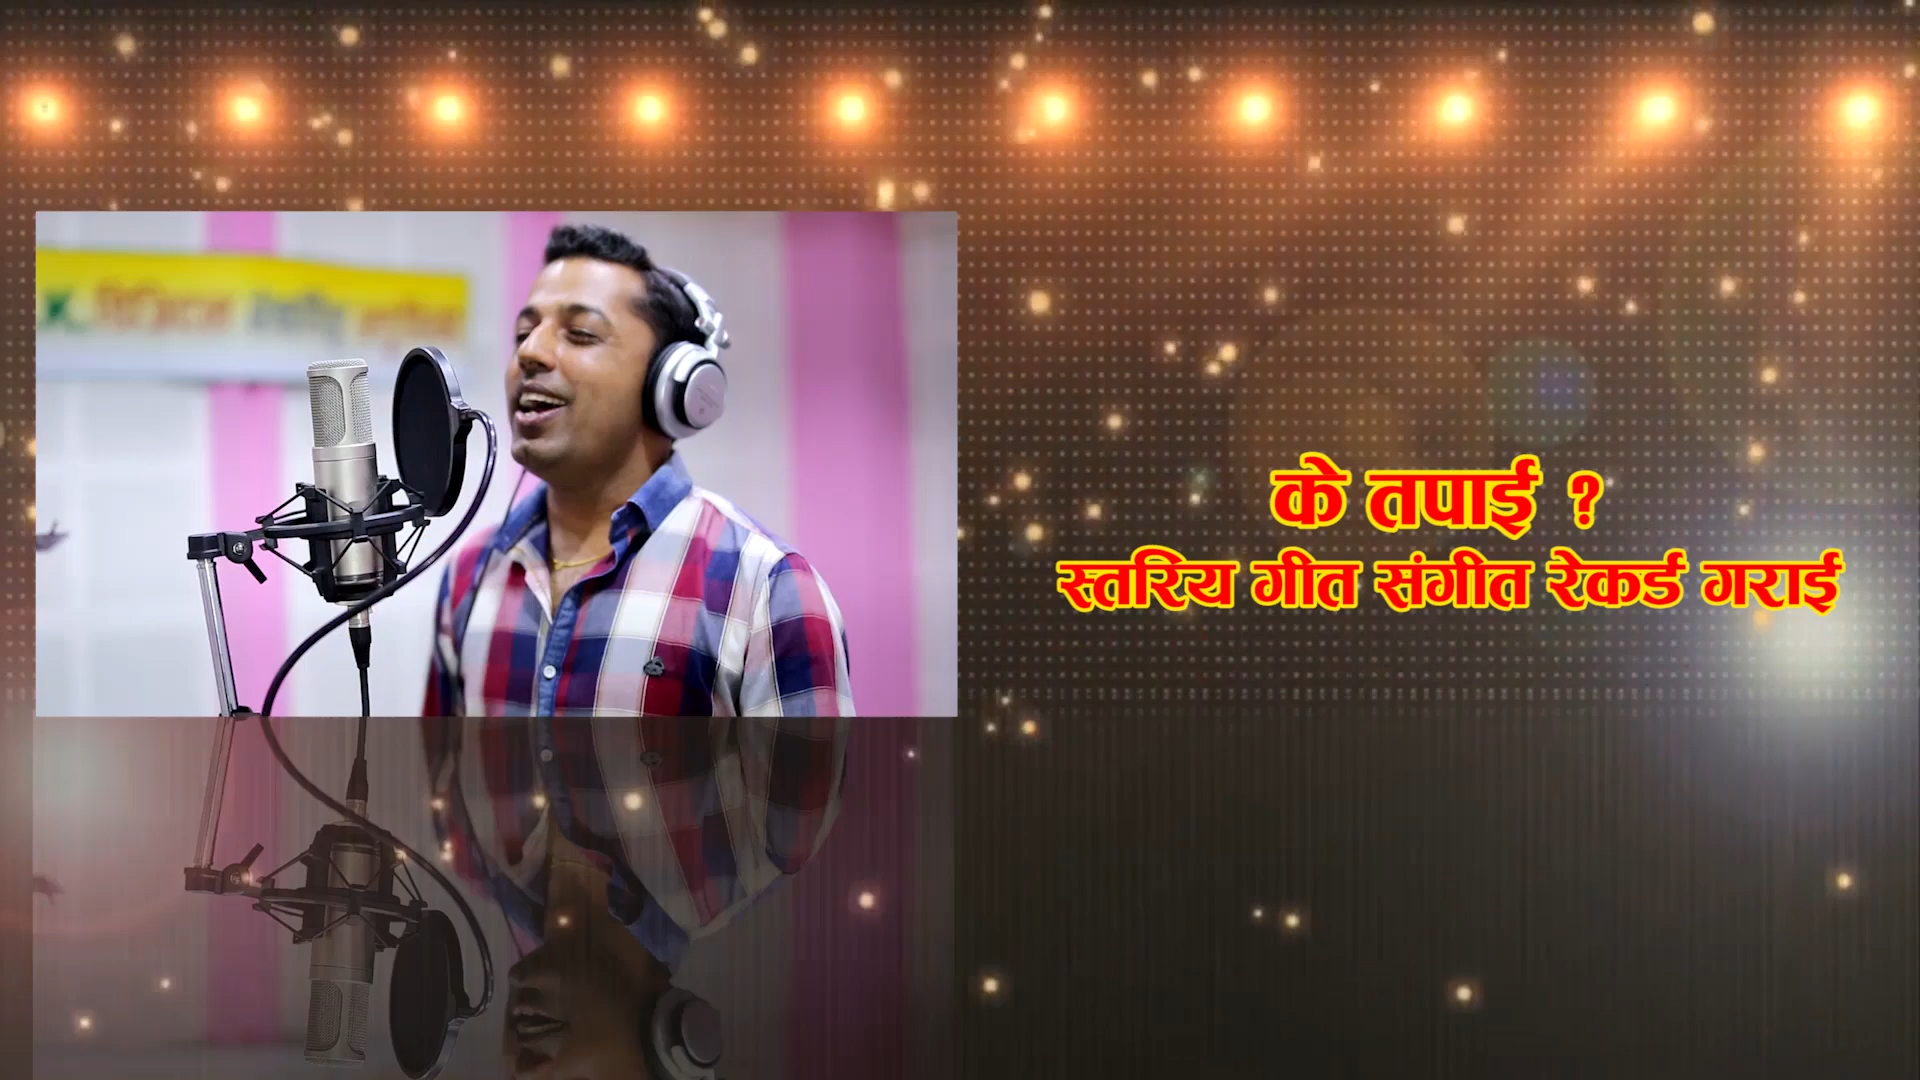 के तपाई ?
स्तरिय गीत संगीत रेकर्ड गराई